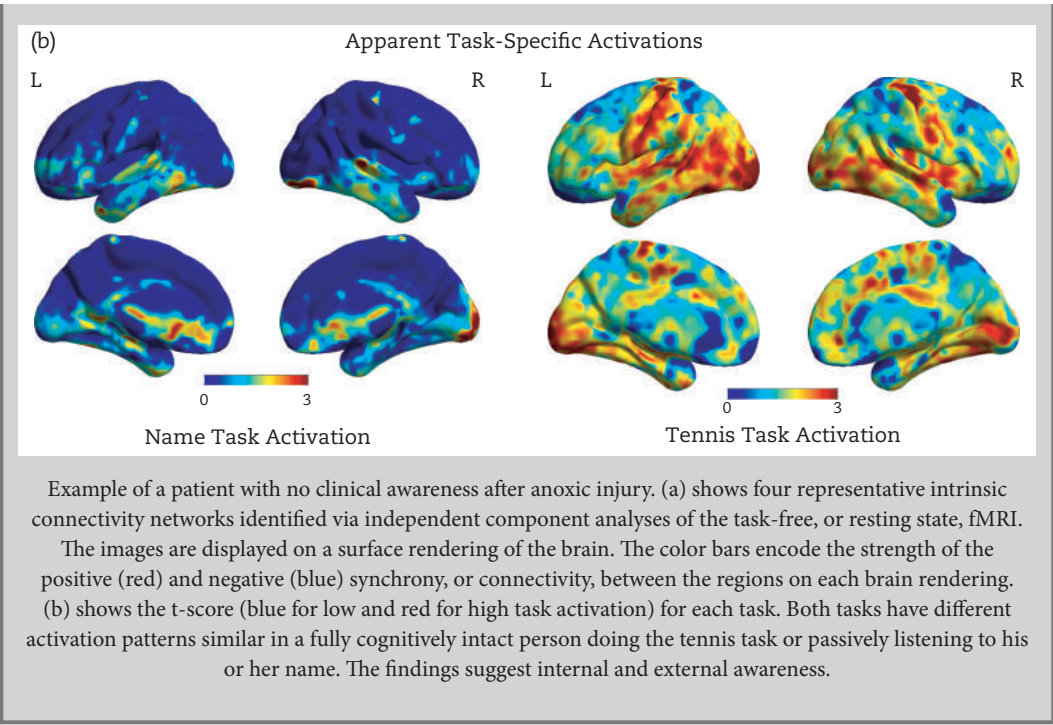 (b)
Apparent Task-Specific Activations
L
R
L
R
0
3
0
3
Name Task Activation
Tennis Task Activation
Example of a patient with no clinical awareness after anoxic injury. (a) shows four representative intrinsic
connectivity networks identified via independent component analyses of the task-free, or resting state, fMRI.
The images are displayed on a surface rendering of the brain. The color bars encode the strength of the
positive (red) and negative (blue) synchrony, or connectivity, between the regions on each brain rendering.
(b) shows the t-score (blue for low and red for high task activation) for each task. Both tasks have different
activation patterns similar in a fully cognitively intact person doing the tennis task or passively listening to his
or her name. The findings suggest internal and external awareness.